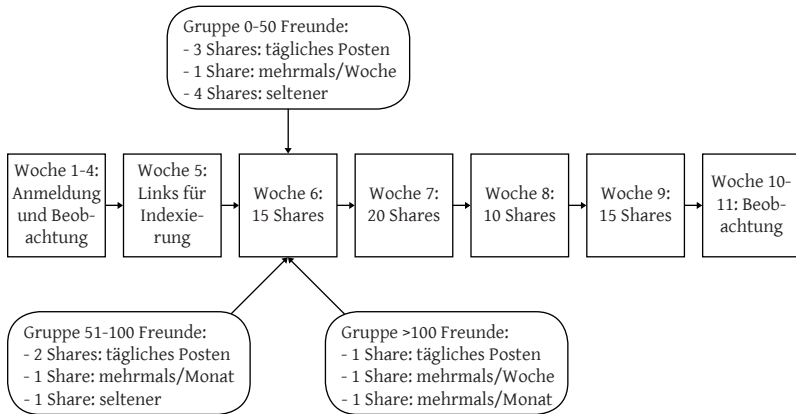 Gruppe 0-50 Freunde:
- 3 Shares: tägliches Posten
- 1 Share: mehrmals/Woche
- 4 Shares: seltener
Woche 1-4:
Anmeldung
und Beob-
achtung
Woche 5:
Links für
Indexie-
rung
Woche 6:
15 Shares
Woche 7:
20 Shares
Woche 8:
10 Shares
Woche 9:
15 Shares
Woche 10-
11: Beob-
achtung
Gruppe 51-100 Freunde:
- 2 Shares: tägliches Posten
- 1 Share: mehrmals/Monat
- 1 Share: seltener
Gruppe >100 Freunde:
- 1 Share: tägliches Posten
- 1 Share: mehrmals/Woche
- 1 Share: mehrmals/Monat